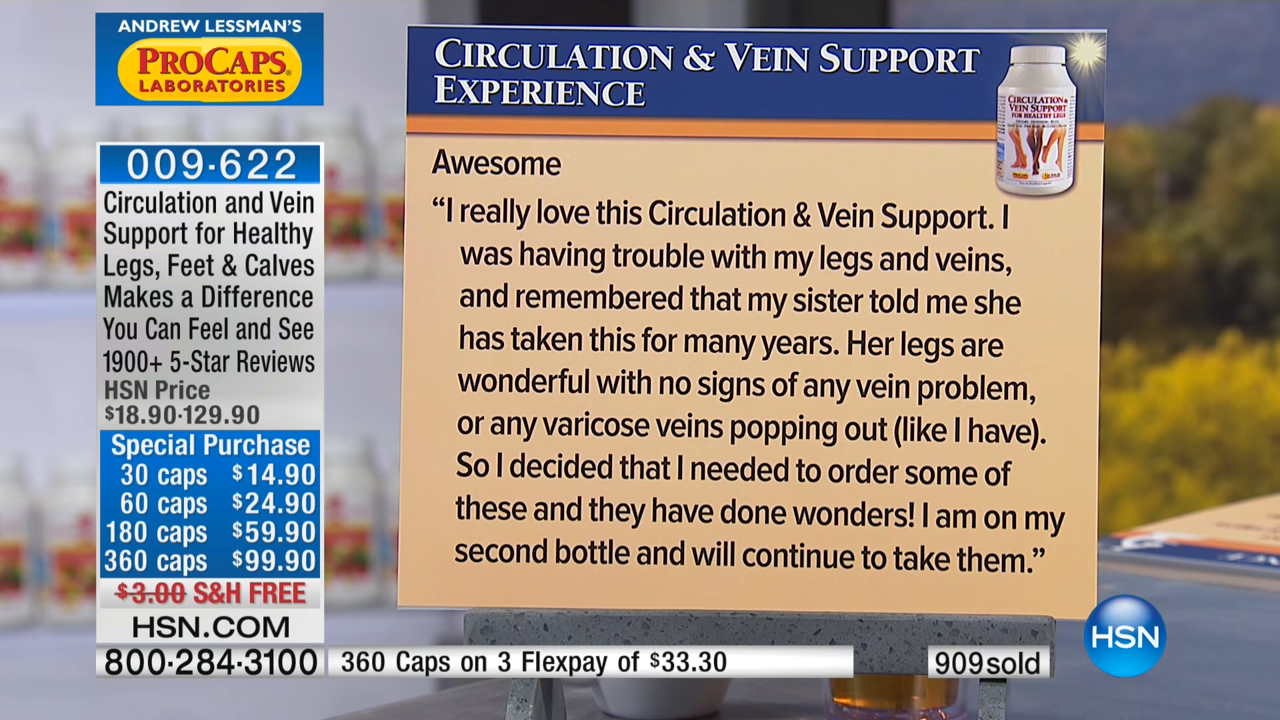 ANDREW LESSMAN'S
PROCAPS®
LABORATORIES
009·622
Circulation and Vein
Support for Healthy
Legs, Feet & Calves
Makes a Difference
You Can Feel and See
1900+ 5-Star Reviews
HSN Price
$18.90-129.90
Special Purchase
30 caps $14.90
60 caps $24.90
180 caps $59.90
360 caps $99.90
$3.00 S&H FREE
HSN.COM
800·284·3100
360 Caps on 3 Flexpay of $33.30
909 sold
HSN
CIRCULATION & VEIN SUPPORT
EXPERIENCE
CIRCULATION &
VEIN SUPPORT
FOR HEALTHY LEGS
PROCAPS
Awesome
“I really love this Circulation & Vein Support. I
was having trouble with my legs and veins,
and remembered that my sister told me she
has taken this for many years. Her legs are
wonderful with no signs of any vein problem,
or any varicose veins popping out (like I have).
So I decided that I needed to order some of
these and they have done wonders! I am on my
second bottle and will continue to take them.”